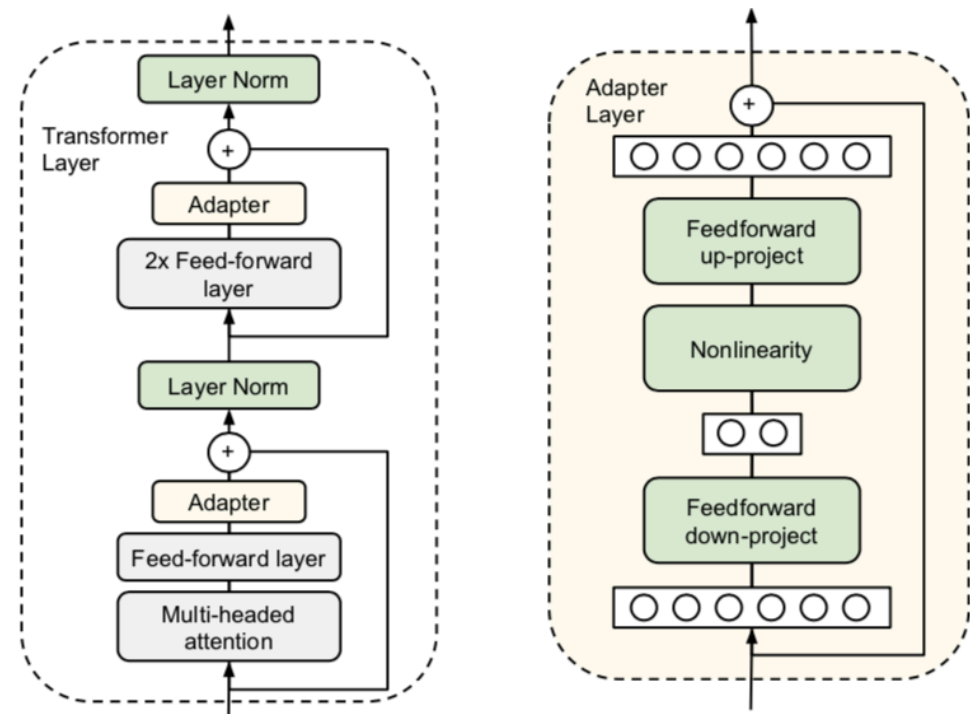 Layer Norm
Transformer
Layer
+
Adapter
2x Feed-forward
layer
Layer Norm
+
Adapter
Feed-forward layer
Multi-headed
attention
Adapter
Layer
+
Feedforward
up-project
Nonlinearity
Feedforward
down-project